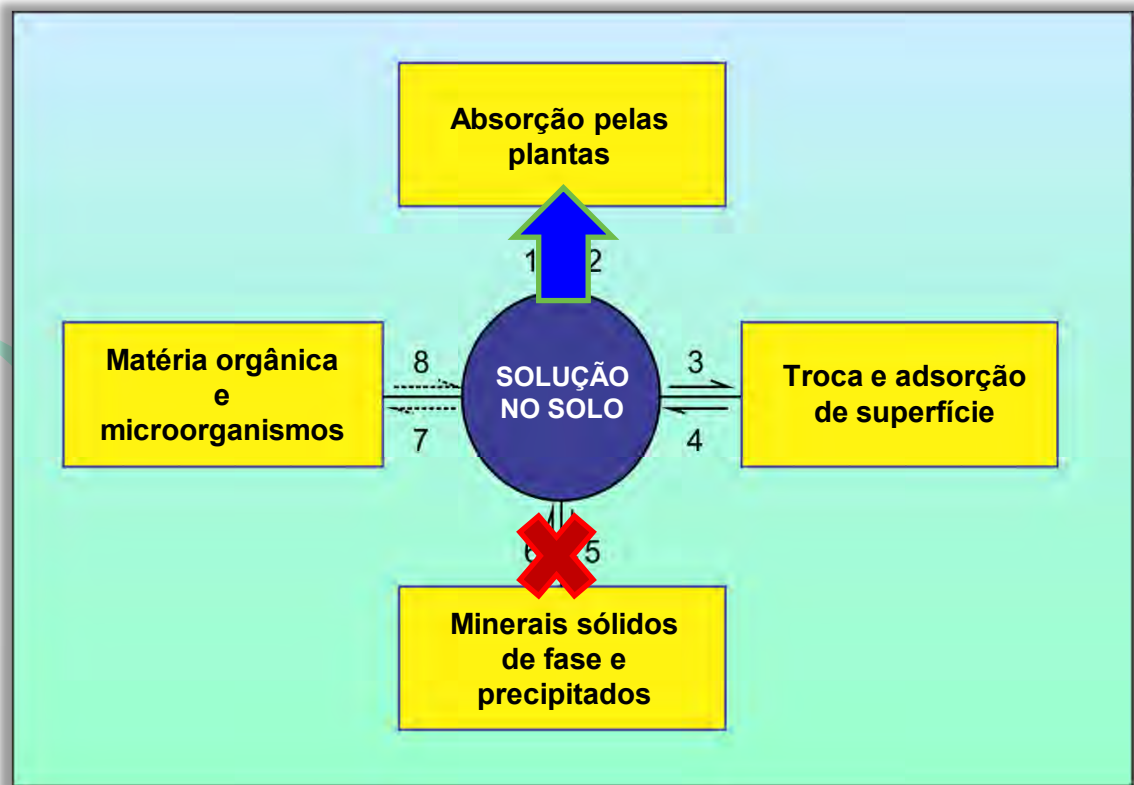 Absorção pelas
plantas
1 2
Matéria orgânica
e
microorganismos
8
7
SOLUÇÃO
NO SOLO
3
4
Troca e adsorção
de superfície
6 5
Minerais sólidos
de fase e
precipitados